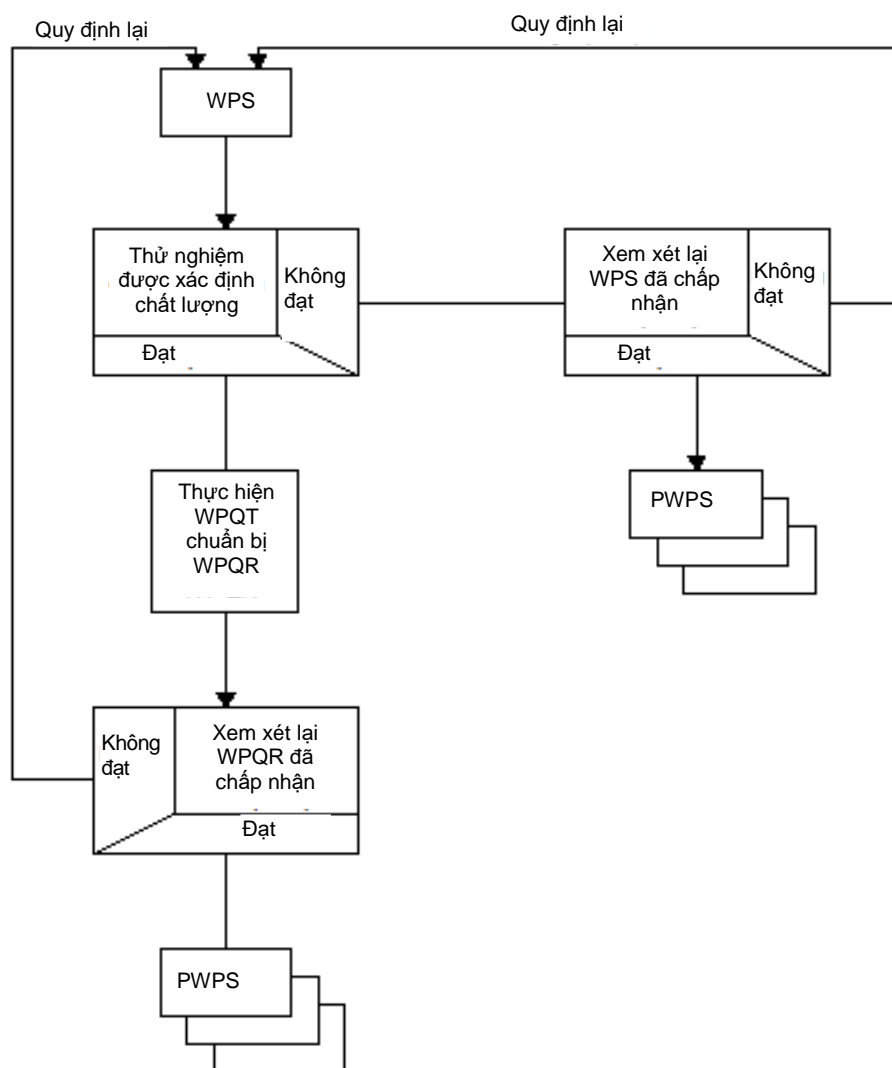 Quy định lại
Quy định lại
WPS
Thử nghiệm
được xác định
chất lượng
Không
đạt
Đạt
Xem xét lại
WPS đã chấp
nhận
Không
đạt
Đạt
Thực hiện
WPQT
chuẩn bị
WPQR
PWPS
Không
đạt
Xem xét lại
WPQR đã
chấp nhận
Đạt
PWPS